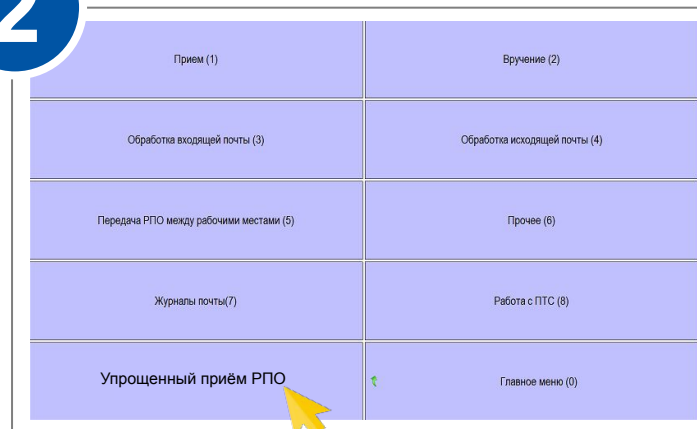 2
Прием (1)
Вручение (2)
Обработка входящей почты (3)
Обработка исходящей почты (4)
Передача РПО между рабочими местами (5)
Прочее (6)
Журналы почты(7)
Работа с ПТС (8)
Упрощенный приём РПО
Главное меню (0)